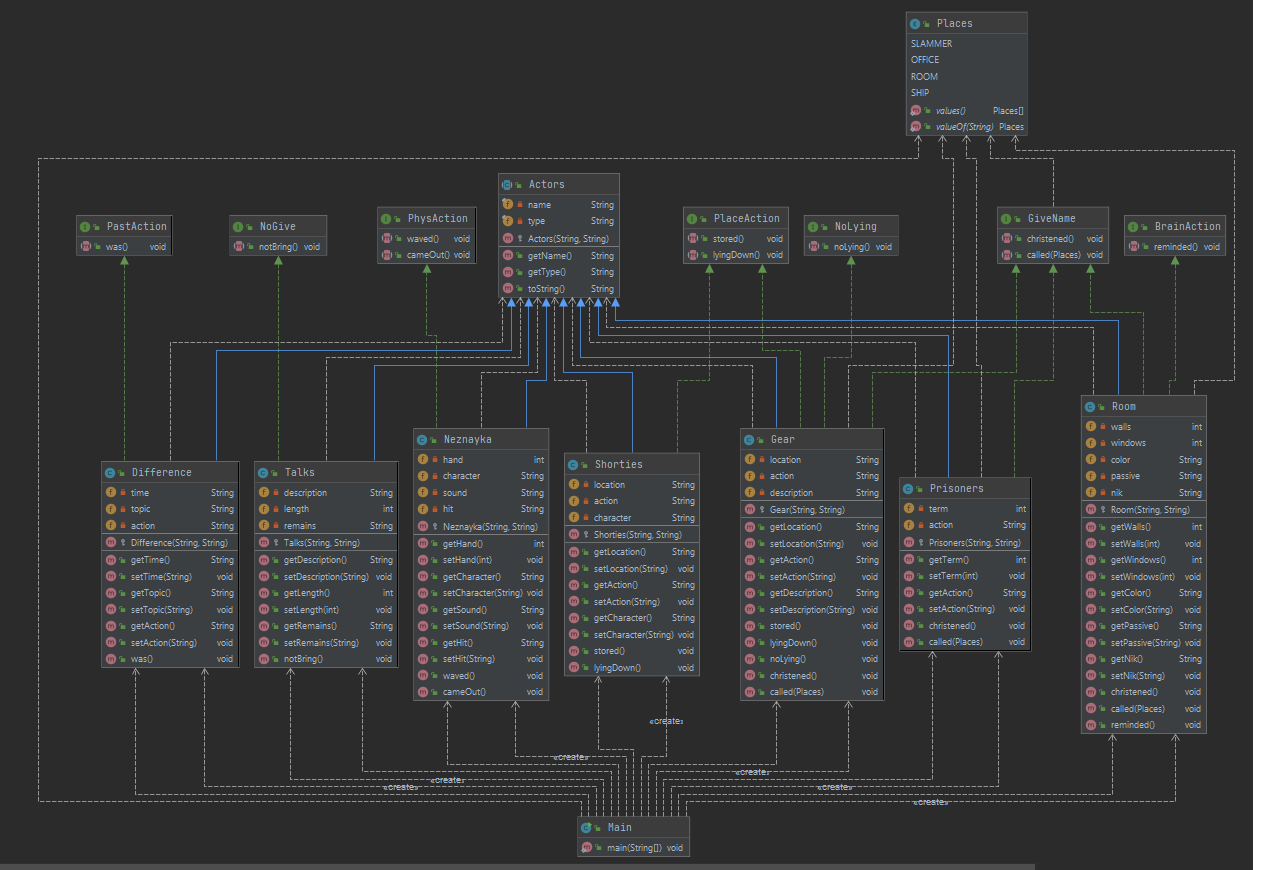 Places
SLAMMER
OFFICE
ROOM
SHIP
values() Places[]
valueOf(String) Places
Actors
name String
type String
Actors(String, String)
getName() String
getType() String
toString() String
PastAction
was() void
NoGive
notBring() void
PhysAction
waved() void
cameOut() void
PlaceAction
stored() void
lyingDown() void
NoLying
noLying() void
GiveName
christened() void
called(Places) void
BrainAction
reminded() void
Difference
time String
topic String
action String
Difference(String, String)
getTime() String
setTime(String) void
getTopic() String
setTopic(String) void
getAction() String
setAction(String) void
was() void
Talks
description String
length int
remains String
Talks(String, String)
getDescription() String
setDescription(String) void
getLength() int
setLength(int) void
getRemains() String
setRemains(String) void
notBring() void
Neznayka
hand int
character String
sound String
hit String
Neznayka(String, String)
getHand() int
setHand(int) void
getCharacter() String
setCharacter(String) void
getSound() String
setSound(String) void
getHit() String
setHit(String) void
waved() void
cameOut() void
Shorties
location String
action String
character String
Shorties(String, String)
getLocation() String
setLocation(String) void
getAction() String
setAction(String) void
getCharacter() String
setCharacter(String) void
stored() void
lyingDown() void
Gear
location String
action String
description String
Gear(String, String)
getLocation() String
setLocation(String) void
getAction() String
setAction(String) void
getDescription() String
setDescription(String) void
stored() void
lyingDown() void
noLying() void
christened() void
called(Places) void
Prisoners
term int
action String
Prisoners(String, String)
getTerm() int
setTerm(int) void
getAction() String
setAction(String) void
christened() void
called(Places) void
Room
walls int
windows int
color String
passive String
nik String
Room(String, String)
getWalls() int
setWalls(int) void
getWindows() int
setWindows(int) void
getColor() String
setColor(String) void
getPassive() String
setPassive(String) void
getNik() String
setNik(String) void
christened() void
called(Places) void
reminded() void
«create»
«create»
«create»
«create»
«create»
«create»
«create»
Main
main(String[]) void